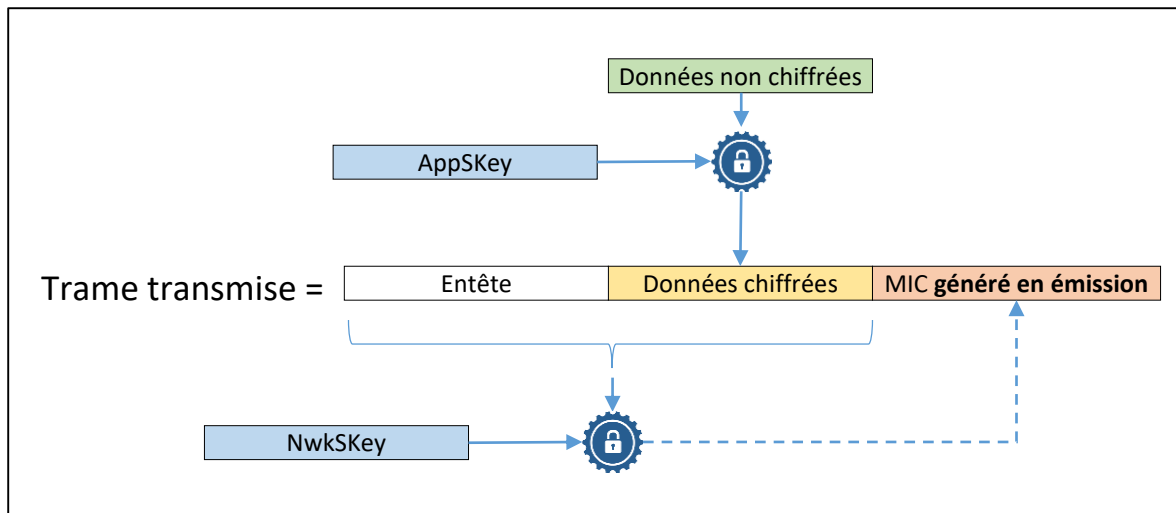 Données non chiffrées
AppSKey
Trame transmise =
Entête
Données chiffrées
MIC généré en émission
NwkSKey